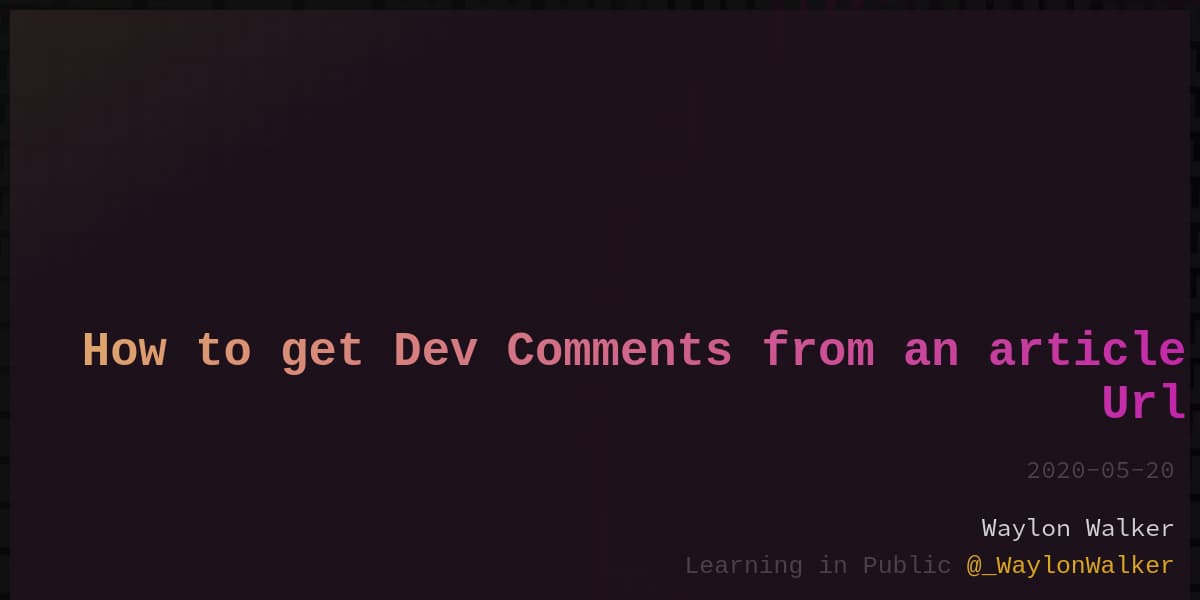 How to get Dev Comments from an article
Url
2020-05-20
Waylon Walker
Learning in Public @_WaylonWalker